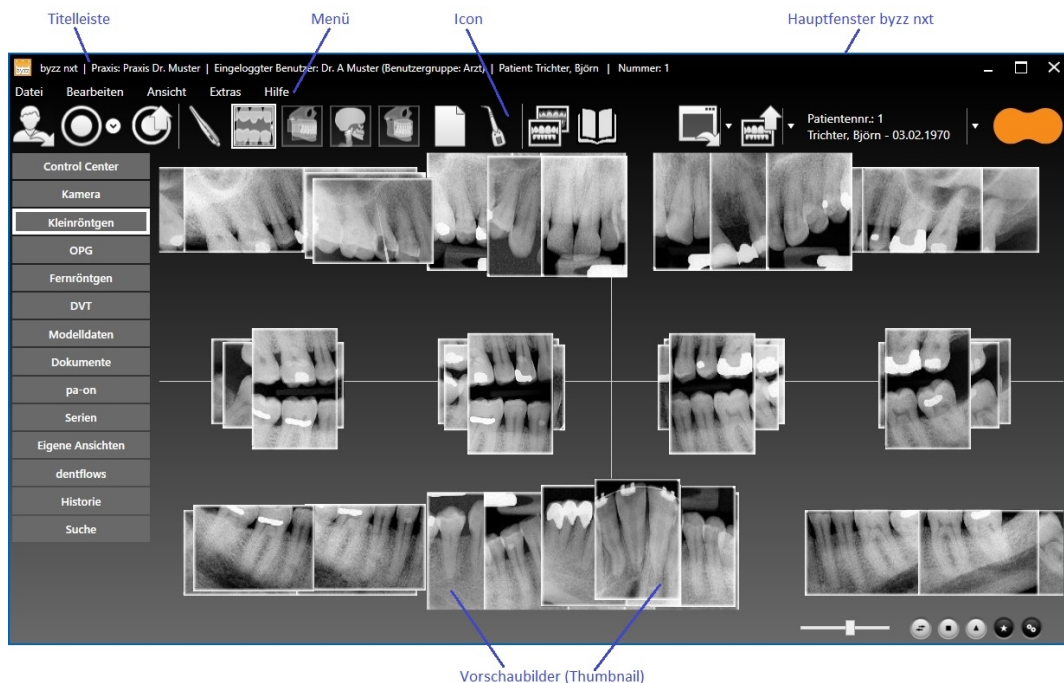 Titelleiste Menü Icon Hauptfenster byzz nxt
byzz nxt | Praxis: Praxis Dr. Muster | Eingeloggter Benutzer: Dr. A Muster (Benutzergruppe: Arzt) | Patient: Trichter, Björn | Nummer: 1
Datei Bearbeiten Ansicht Extras Hilfe
Patientennr.: 1
Trichter, Björn - 03.02.1970
Control Center
Kamera
Kleinröntgen
OPG
Fernröntgen
DVT
Modelldaten
Dokumente
pa-on
Serien
Eigene Ansichten
dentflows
Historie
Suche
Vorschaubilder (Thumbnail)